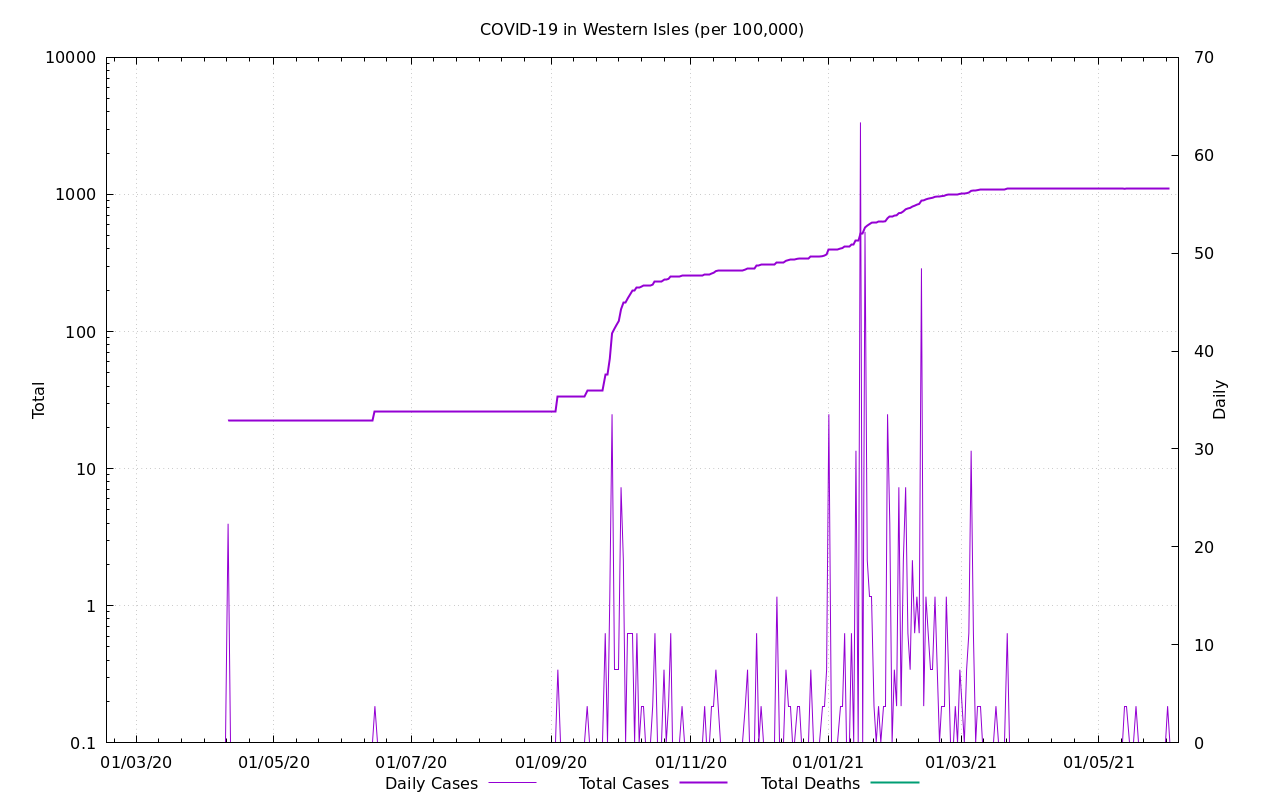 COVID-19 in Western Isles (per 100,000)
10000
1000
100
10
1
0.1
Total
70
60
50
40
30
20
10
0
Daily
01/03/20 01/05/20 01/07/20 01/09/20 01/11/20 01/01/21 01/03/21 01/05/21
Daily Cases Total Cases Total Deaths